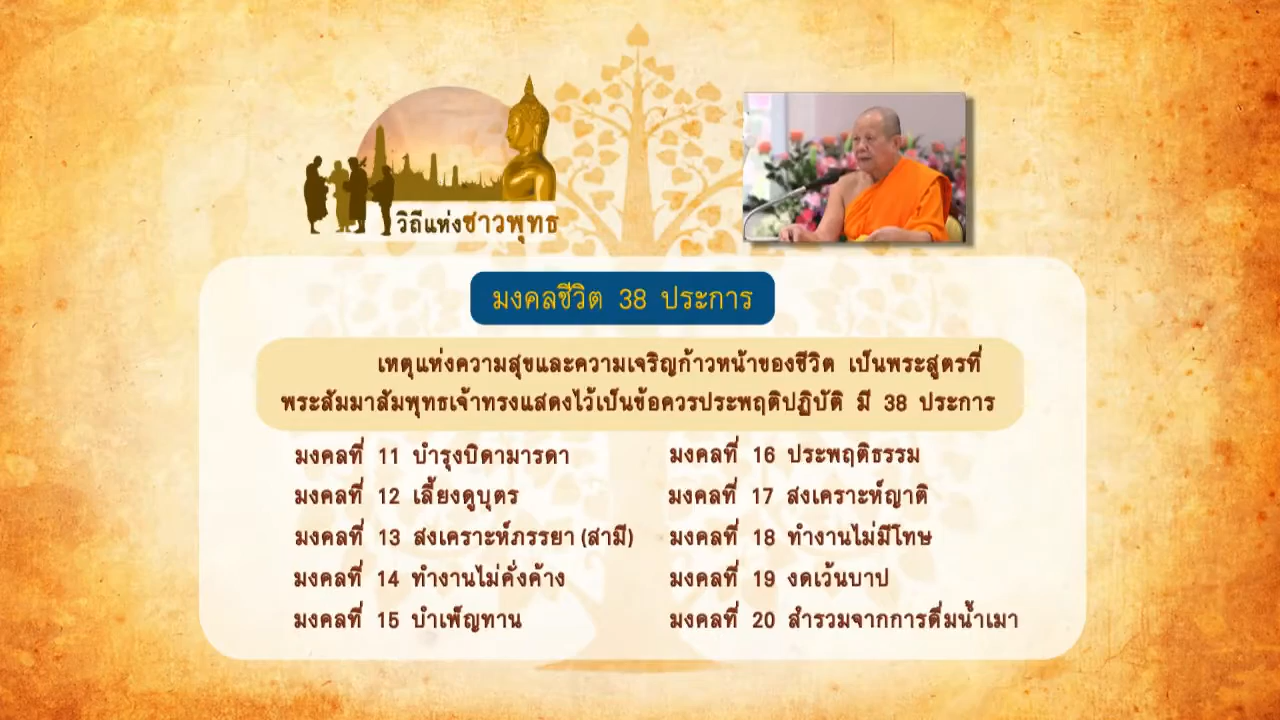 วิถีแห่งชาวพุทธ
มงคลชีวิต 38 ประการ
เหตุแห่งความสุขและความเจริญก้าวหน้าของชีวิต เป็นพระสูตรที่
พระสัมมาสัมพุทธเจ้าทรงแสดงไว้เป็นข้อควรประพฤติปฏิบัติ มี 38 ประการ
มงคลที่ 11 บำรุงบิดามารดา
มงคลที่ 12 เลี้ยงดูบุตร
มงคลที่ 13 สงเคราะห์ภรรยา (สามี)
มงคลที่ 14 ทำงานไม่คั่งค้าง
มงคลที่ 15 บำเพ็ญทาน
มงคลที่ 16 ประพฤติธรรม
มงคลที่ 17 สงเคราะห์ญาติ
มงคลที่ 18 ทำงานไม่มีโทษ
มงคลที่ 19 งดเว้นบาป
มงคลที่ 20 สำรวมจากการดื่มน้ำเมา